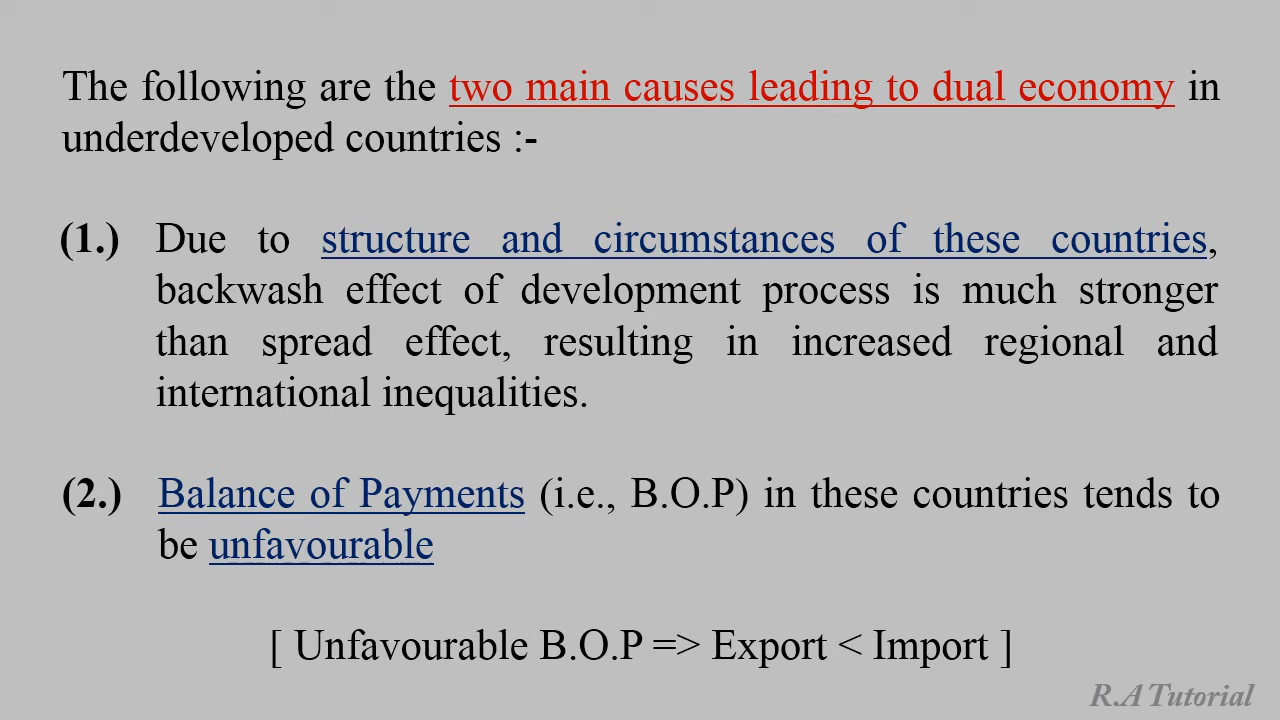 The following are the two main causes leading to dual economy in
underdeveloped countries :-
(1.) Due to structure and circumstances of these countries,
backwash effect of development process is much stronger
than spread effect, resulting in increased regional and
international inequalities.
(2.) Balance of Payments (i.e., B.O.P) in these countries tends to
be unfavourable
[ Unfavourable B.O.P => Export < Import ]
R.A Tutorial